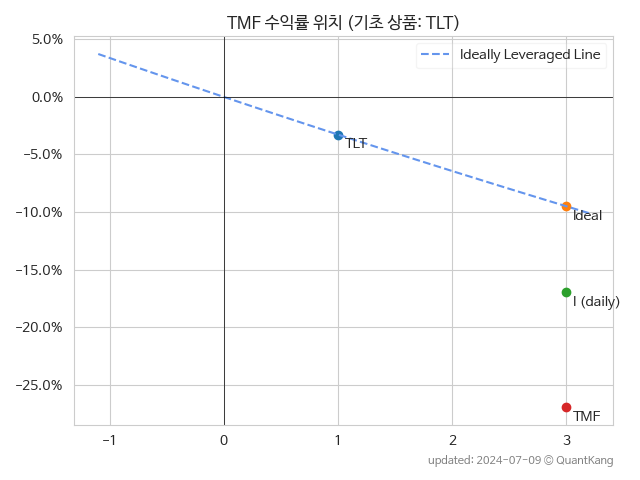 TMF 수익률 위치 (기초 상품: TLT)
5.0%
0.0%
−5.0%
−10.0%
−15.0%
−20.0%
−25.0%
Ideally Leveraged Line
TLT
Ideal
I (daily)
TMF
−1
0
1
2
3
updated: 2024-07-09 © QuantKang